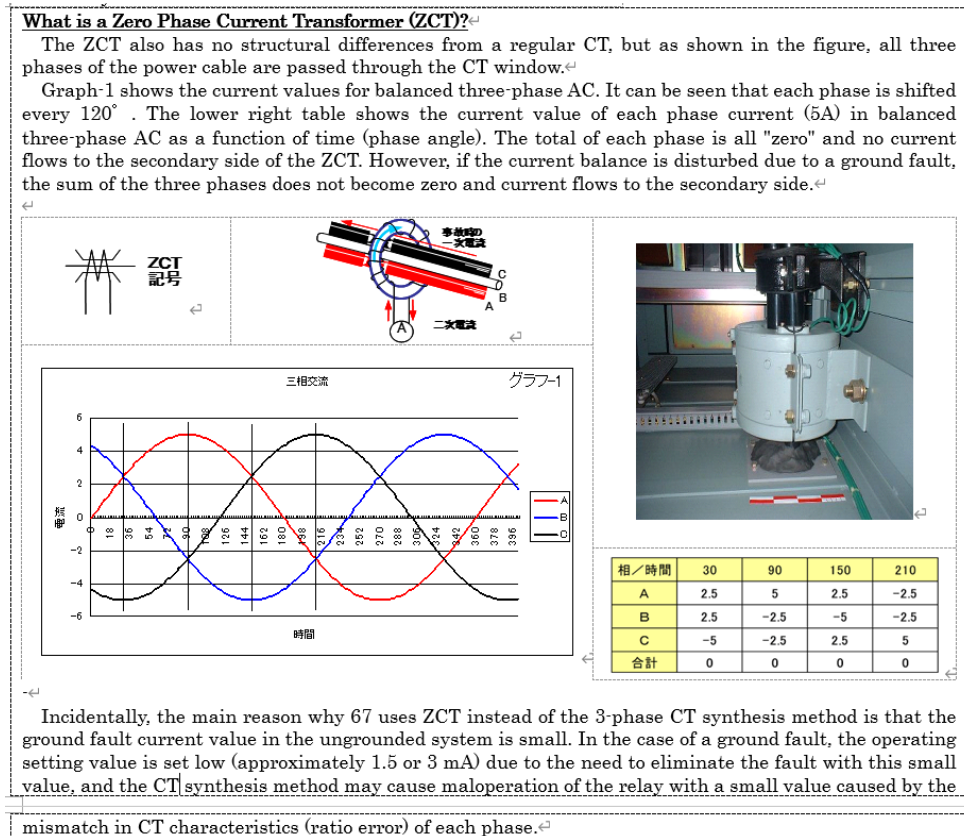 What is a Zero Phase Current Transformer (ZCT)?
The ZCT also has no structural differences from a regular CT, but as shown in the figure, all three
phases of the power cable are passed through the CT window.
Graph-1 shows the current values for balanced three-phase AC. It can be seen that each phase is shifted
every 120° . The lower right table shows the current value of each phase current (5A) in balanced
three-phase AC as a function of time (phase angle). The total of each phase is all "zero" and no current
flows to the secondary side of the ZCT. However, if the current balance is disturbed due to a ground fault,
the sum of the three phases does not become zero and current flows to the secondary side.
ZCT
記号
事故時の
一次電流
C
B
A
A
二次電流
三相交流
グラフ-1
6
4
2
0
-2
-4
-6
電流
0 18 36 54 72 90 108 126 144 162 180 198 216 234 252 270 288 306 324 342 360 378 396
時間
A
B
C
相／時間 30 90 150 210
A 2.5 5 2.5 -2.5
B 2.5 -2.5 -5 -2.5
C -5 -2.5 2.5 5
合計 0 0 0 0
-
Incidentally, the main reason why 67 uses ZCT instead of the 3-phase CT synthesis method is that the
ground fault current value in the ungrounded system is small. In the case of a ground fault, the operating
setting value is set low (approximately 1.5 or 3 mA) due to the need to eliminate the fault with this small
value, and the CT synthesis method may cause maloperation of the relay with a small value caused by the
mismatch in CT characteristics (ratio error) of each phase.